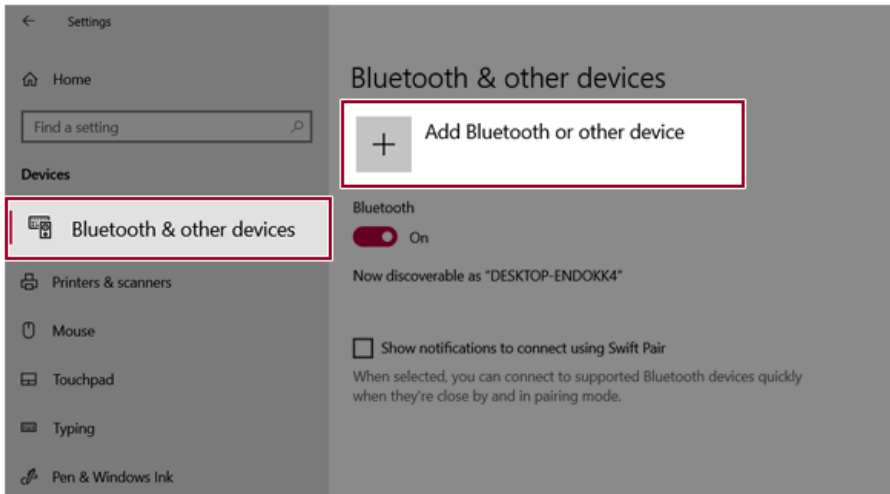 Settings
Home
Find a setting
Devices
Bluetooth & other devices
Printers & scanners
Mouse
Touchpad
Typing
Pen & Windows Ink
Bluetooth & other devices
Add Bluetooth or other device
Bluetooth
On
Now discoverable as "DESKTOP-ENDOKK4"
Show notifications to connect using Swift Pair
When selected, you can connect to supported Bluetooth devices quickly
when they're close by and in pairing mode.